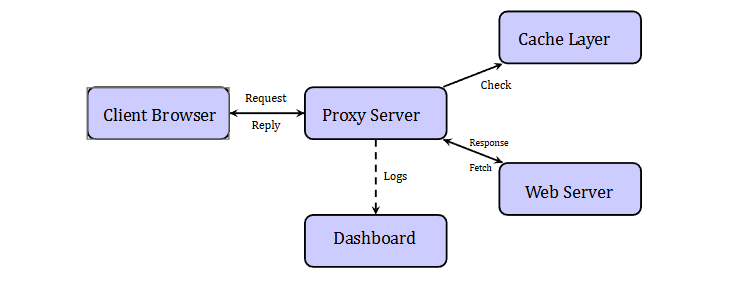 Cache Layer
Check
Client Browser
Request
Reply
Proxy Server
Response
Fetch
Web Server
Logs
Dashboard